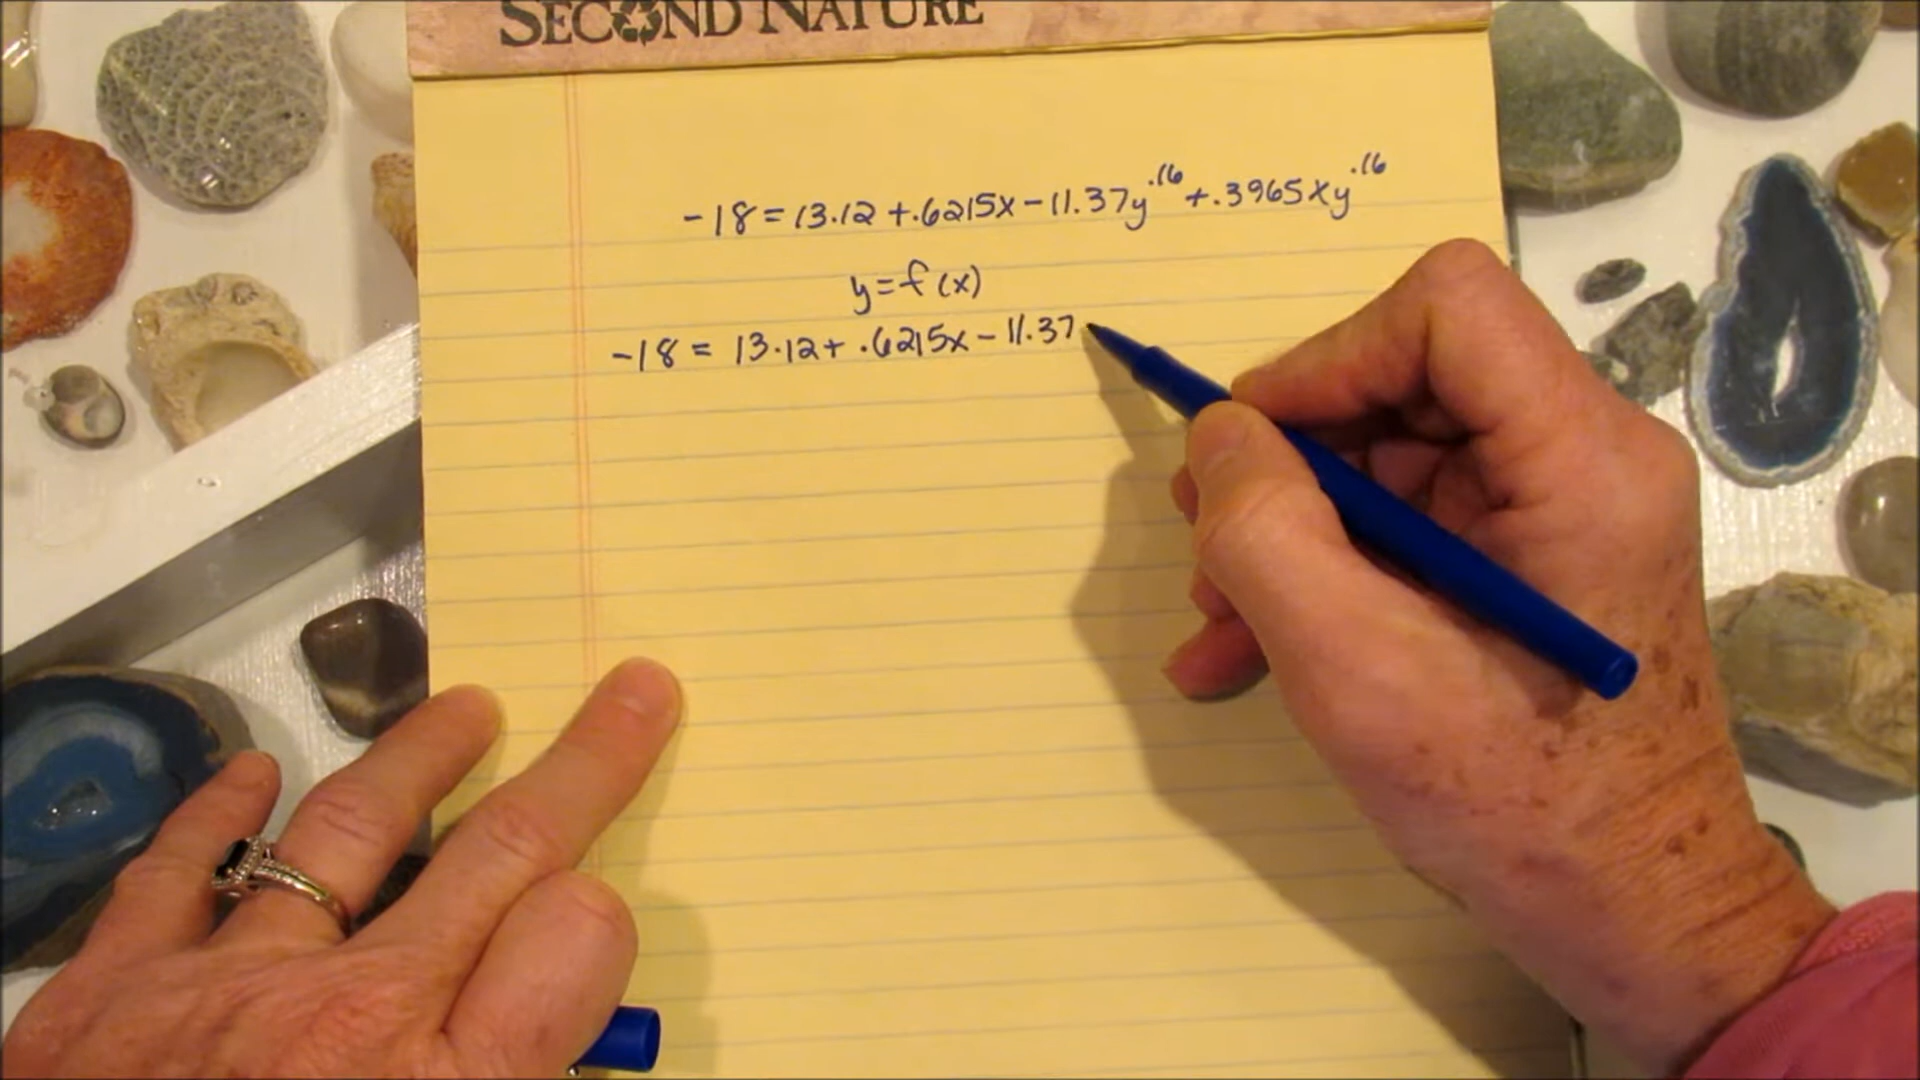 SECOND NATURE
-18 = 13.12 + .6215x - 11.37y^.16 + .3965xy^.16
y = f(x)
-18 = 13.12 + .6215x - 11.37